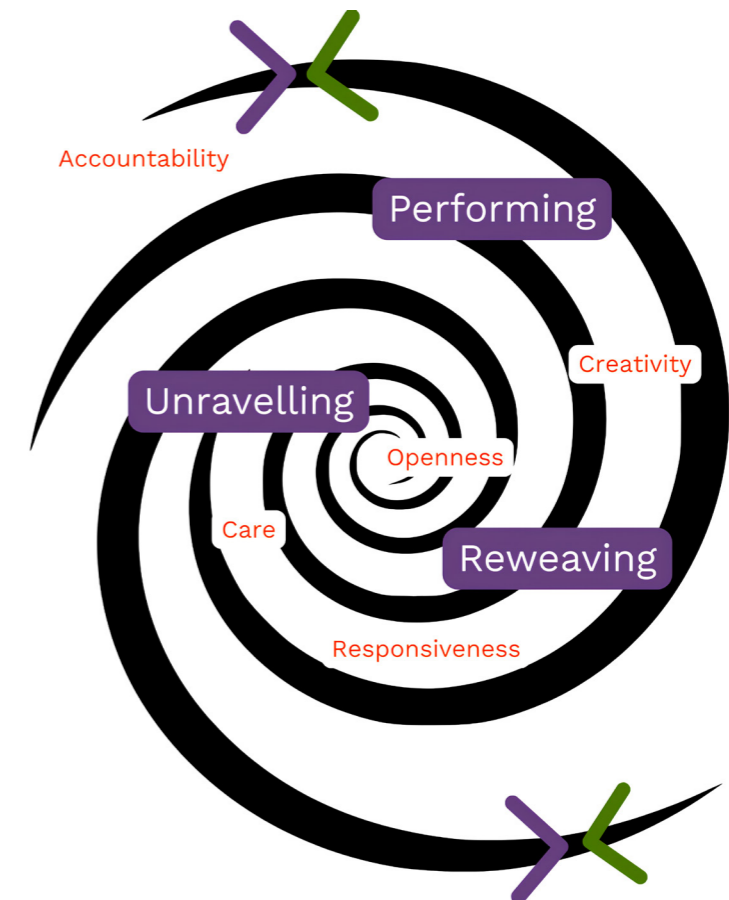 Accountability
Performing
Creativity
Unravelling
Openness
Care
Reweaving
Responsiveness